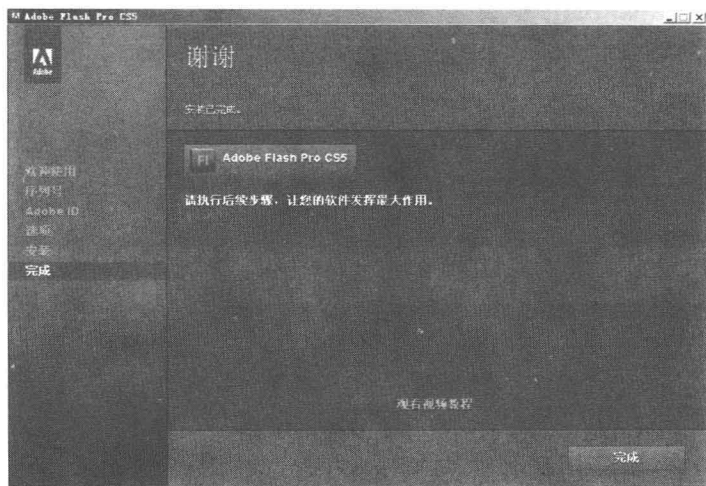 Adobe Flash Pro CS5
Adobe
谢谢
安装已完成。
欢迎使用
序列号
Adobe ID
选项
安装
完成
Fl Adobe Flash Pro CS5
请执行后续步骤，让您的软件发挥最大作用。
观看视频教程
完成